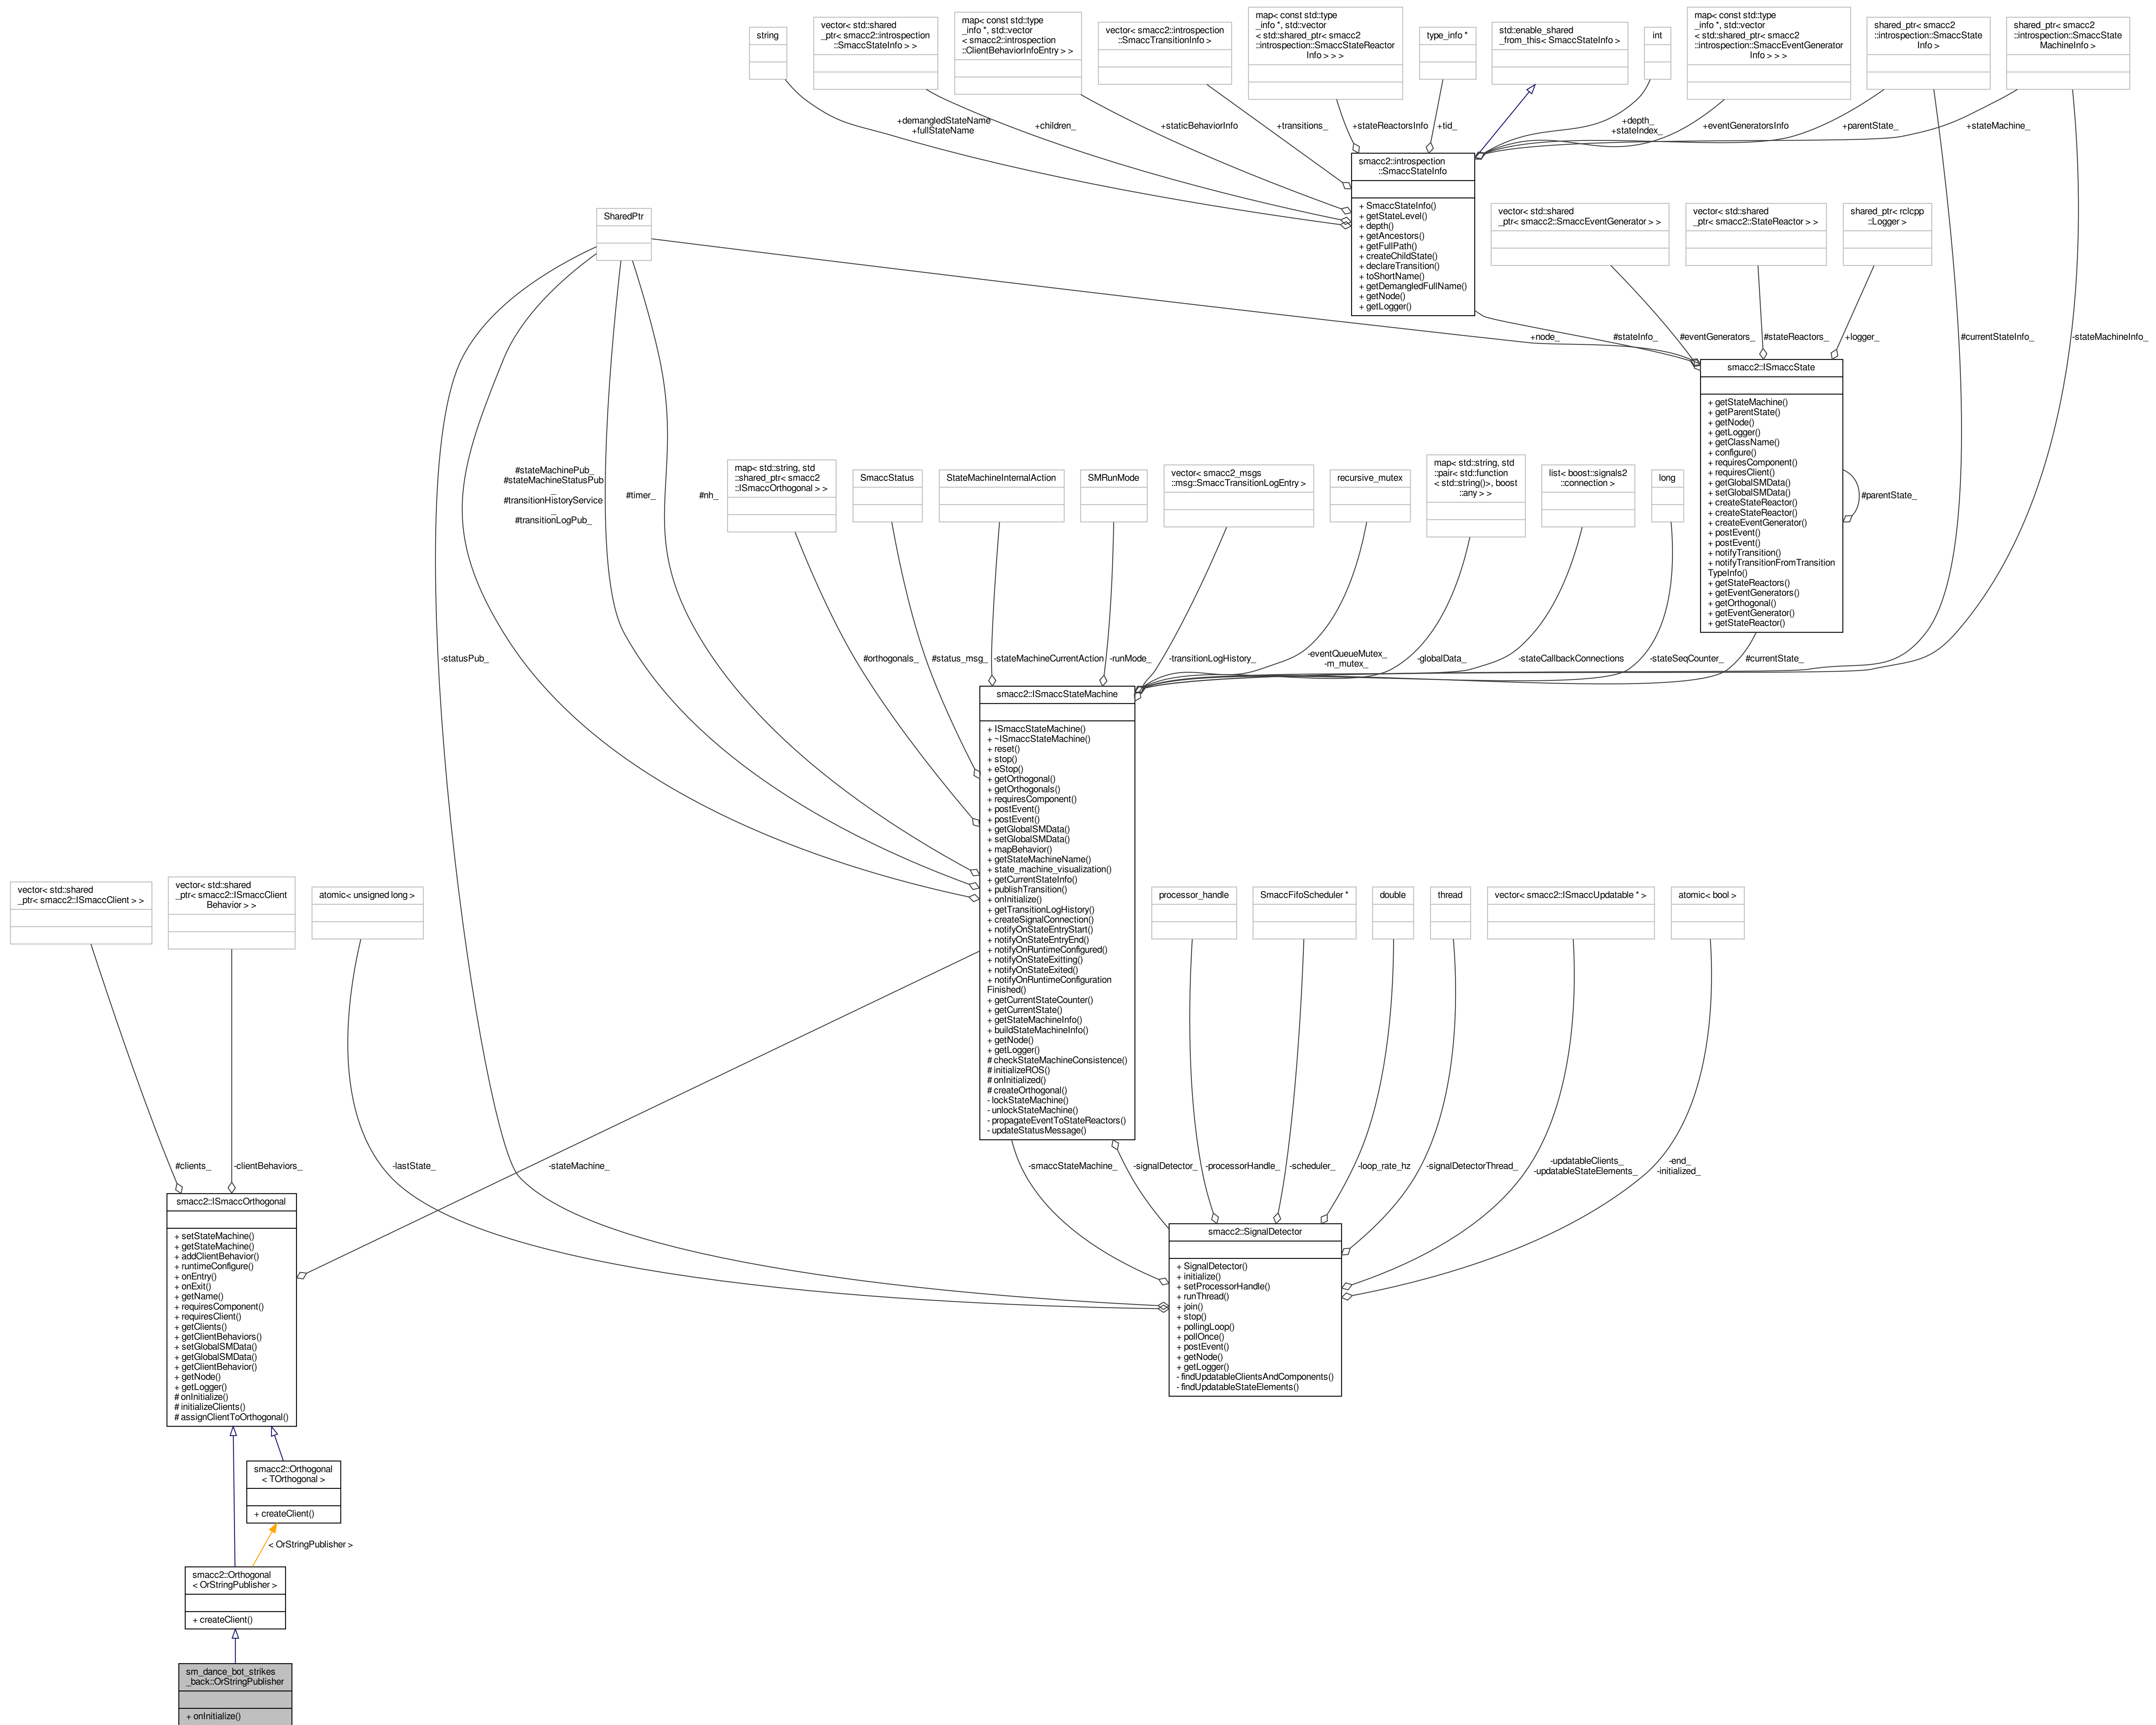 string
vector< std::shared
_ptr< smacc2::introspection
::SmaccStateInfo > >
map< const std::type
_info *, std::vector
< smacc2::introspection
::ClientBehaviorInfoEntry > >
vector< smacc2::introspection
::SmaccTransitionInfo >
map< const std::type
_info *, std::vector
< std::shared_ptr< smacc2
::introspection::SmaccStateReactor
Info > > >
type_info *
std::enable_shared
_from_this< SmaccStateInfo >
int
map< const std::type
_info *, std::vector
< std::shared_ptr< smacc2
::introspection::SmaccEventGenerator
Info > > >
shared_ptr< smacc2
::introspection::SmaccState
Info >
shared_ptr< smacc2
::introspection::SmaccState
MachineInfo >
+demangledStateName
+fullStateName
+children_
+staticBehaviorInfo
+transitions_
+stateReactorsInfo
+tid_
+depth_
+stateIndex_
+eventGeneratorsInfo
+parentState_
+stateMachine_
smacc2::introspection
::SmaccStateInfo
+ SmaccStateInfo()
+ getStateLevel()
+ depth()
+ getAncestors()
+ getFullPath()
+ createChildState()
+ declareTransition()
+ toShortName()
+ getDemangledFullName()
+ getNode()
+ getLogger()
SharedPtr
vector< std::shared
_ptr< smacc2::SmaccEventGenerator > >
vector< std::shared
_ptr< smacc2::StateReactor > >
shared_ptr< rclcpp
::Logger >
+node_
#stateInfo_
#eventGenerators_
#stateReactors_
+logger_
#currentStateInfo_
-stateMachineInfo_
smacc2::ISmaccState
+ getStateMachine()
+ getParentState()
+ getNode()
+ getLogger()
+ getClassName()
+ configure()
+ requiresComponent()
+ requiresClient()
+ getGlobalSMData()
+ setGlobalSMData()
+ createStateReactor()
+ createStateReactor()
+ createEventGenerator()
+ postEvent()
+ postEvent()
+ notifyTransition()
+ notifyTransitionFromTransition
TypeInfo()
+ getStateReactors()
+ getEventGenerators()
+ getOrthogonal()
+ getEventGenerator()
+ getStateReactor()
#parentState_
#stateMachinePub_
#stateMachineStatusPub
_
#transitionHistoryService
_
#transitionLogPub_
#timer_
#nh_
map< std::string, std
::shared_ptr< smacc2
::ISmaccOrthogonal > >
SmaccStatus
StateMachineInternalAction
SMRunMode
vector< smacc2_msgs
::msg::SmaccTransitionLogEntry >
recursive_mutex
map< std::string, std
::pair< std::function
< std::string()>, boost
::any > >
list< boost::signals2
::connection >
long
-statusPub_
#orthogonals_
#status_msg_
-stateMachineCurrentAction
-runMode_
-transitionLogHistory_
-eventQueueMutex_
-m_mutex_
-globalData_
-stateCallbackConnections
-stateSeqCounter_
#currentState_
smacc2::ISmaccStateMachine
+ ISmaccStateMachine()
+ ~ISmaccStateMachine()
+ reset()
+ stop()
+ eStop()
+ getOrthogonal()
+ getOrthogonals()
+ requiresComponent()
+ postEvent()
+ postEvent()
+ getGlobalSMData()
+ setGlobalSMData()
+ mapBehavior()
+ getStateMachineName()
+ state_machine_visualization()
+ getCurrentStateInfo()
+ publishTransition()
+ onInitialize()
+ getTransitionLogHistory()
+ createSignalConnection()
+ notifyOnStateEntryStart()
+ notifyOnStateEntryEnd()
+ notifyOnRuntimeConfigured()
+ notifyOnStateExitting()
+ notifyOnStateExited()
+ notifyOnRuntimeConfiguration
Finished()
+ getCurrentStateCounter()
+ getCurrentState()
+ getStateMachineInfo()
+ buildStateMachineInfo()
+ getNode()
+ getLogger()
# checkStateMachineConsistence()
# initializeROS()
# onInitialized()
# createOrthogonal()
- lockStateMachine()
- unlockStateMachine()
- propagateEventToStateReactors()
- updateStatusMessage()
vector< std::shared
_ptr< smacc2::ISmaccClient > >
vector< std::shared
_ptr< smacc2::ISmaccClient
Behavior > >
atomic< unsigned long >
processor_handle
SmaccFifoScheduler *
double
thread
vector< smacc2::ISmaccUpdatable * >
atomic< bool >
#clients_
-clientBehaviors_
-lastState_
-stateMachine_
-smaccStateMachine_
-signalDetector_
-processorHandle_
-scheduler_
-loop_rate_hz
-signalDetectorThread_
-updatableClients_
-updatableStateElements_
-end_
-initialized_
smacc2::ISmaccOrthogonal
+ setStateMachine()
+ getStateMachine()
+ addClientBehavior()
+ runtimeConfigure()
+ onEntry()
+ onExit()
+ getName()
+ requiresComponent()
+ requiresClient()
+ getClients()
+ getClientBehaviors()
+ setGlobalSMData()
+ getGlobalSMData()
+ getClientBehavior()
+ getNode()
+ getLogger()
# onInitialize()
# initializeClients()
# assignClientToOrthogonal()
smacc2::SignalDetector
+ SignalDetector()
+ initialize()
+ setProcessorHandle()
+ runThread()
+ join()
+ stop()
+ pollingLoop()
+ pollOnce()
+ postEvent()
+ getNode()
+ getLogger()
- findUpdatableClientsAndComponents()
- findUpdatableStateElements()
smacc2::Orthogonal
< TOrthogonal >
+ createClient()
< OrStringPublisher >
smacc2::Orthogonal
< OrStringPublisher >
+ createClient()
sm_dance_bot_strikes
_back::OrStringPublisher
+ onInitialize()